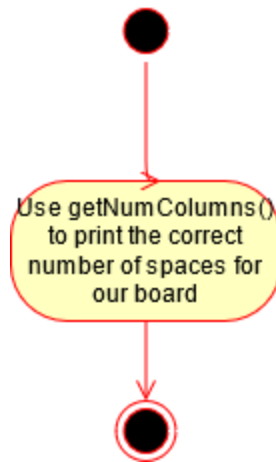 Use getNumColumns()
to print the correct
number of spaces for
our board